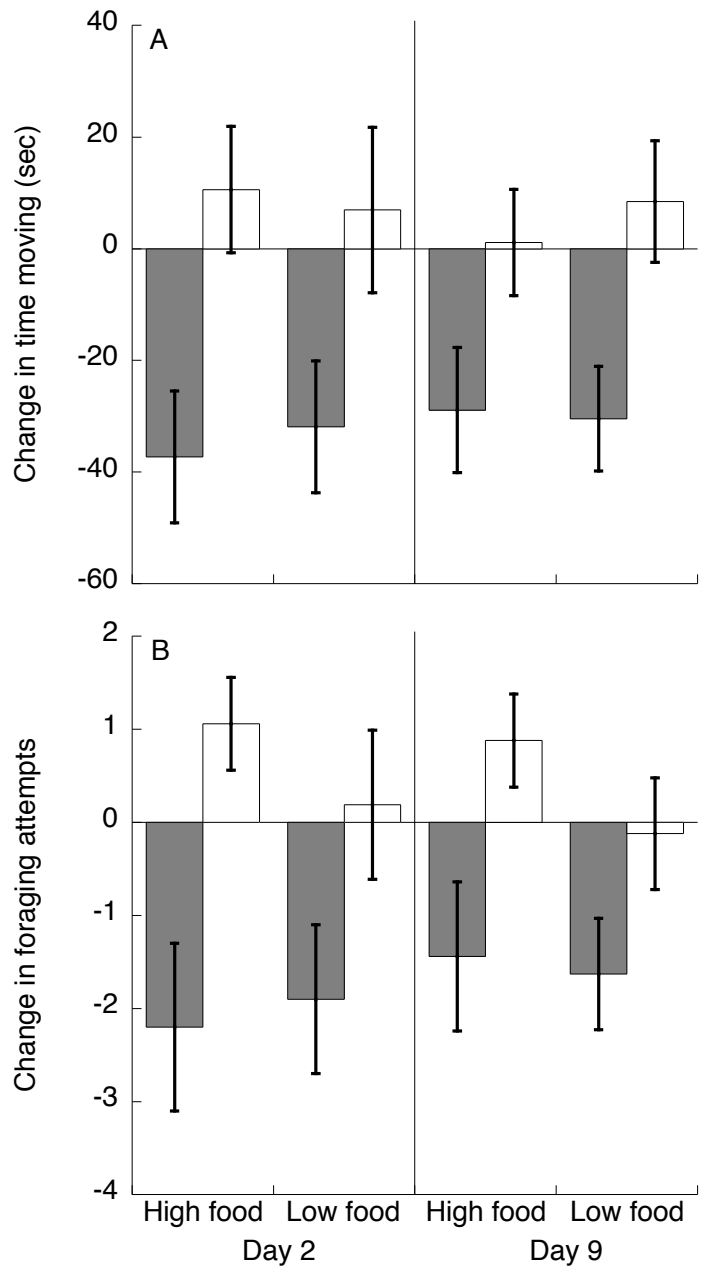 A
Change in time moving (sec)
40
20
0
-20
-40
-60
B
Change in foraging attempts
2
1
0
-1
-2
-3
-4
High food Low food High food Low food
Day 2 Day 9